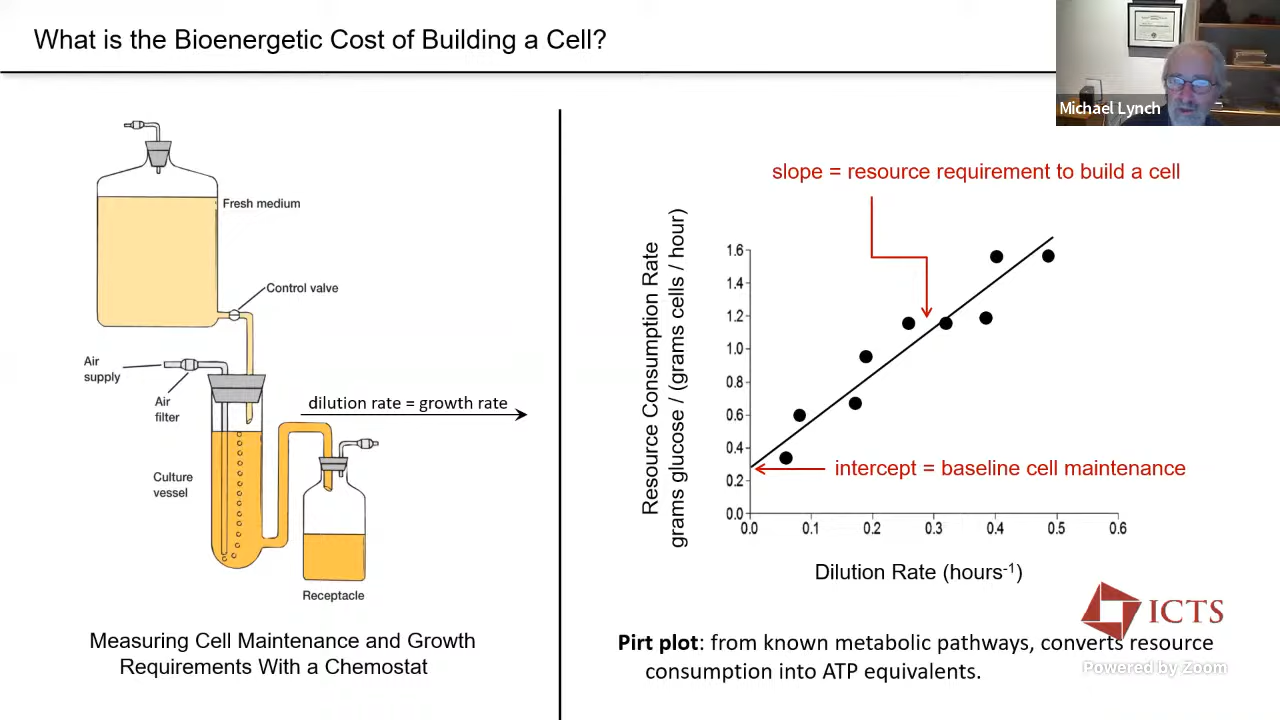 What is the Bioenergetic Cost of Building a Cell?
Michael Lynch
Fresh medium
Control valve
Air
supply
Air
filter
dilution rate = growth rate
Culture
vessel
Receptacle
Measuring Cell Maintenance and Growth
Requirements With a Chemostat
slope = resource requirement to build a cell
Resource Consumption Rate
grams glucose / (grams cells / hour)
1.6
1.4
1.2
1.0
0.8
0.6
0.4
0.2
0.0
intercept = baseline cell maintenance
0.0 0.1 0.2 0.3 0.4 0.5 0.6
Dilution Rate (hours-1)
ICTS
Pirt plot: from known metabolic pathways, converts resource
consumption into ATP equivalents.
Powered by Zoom